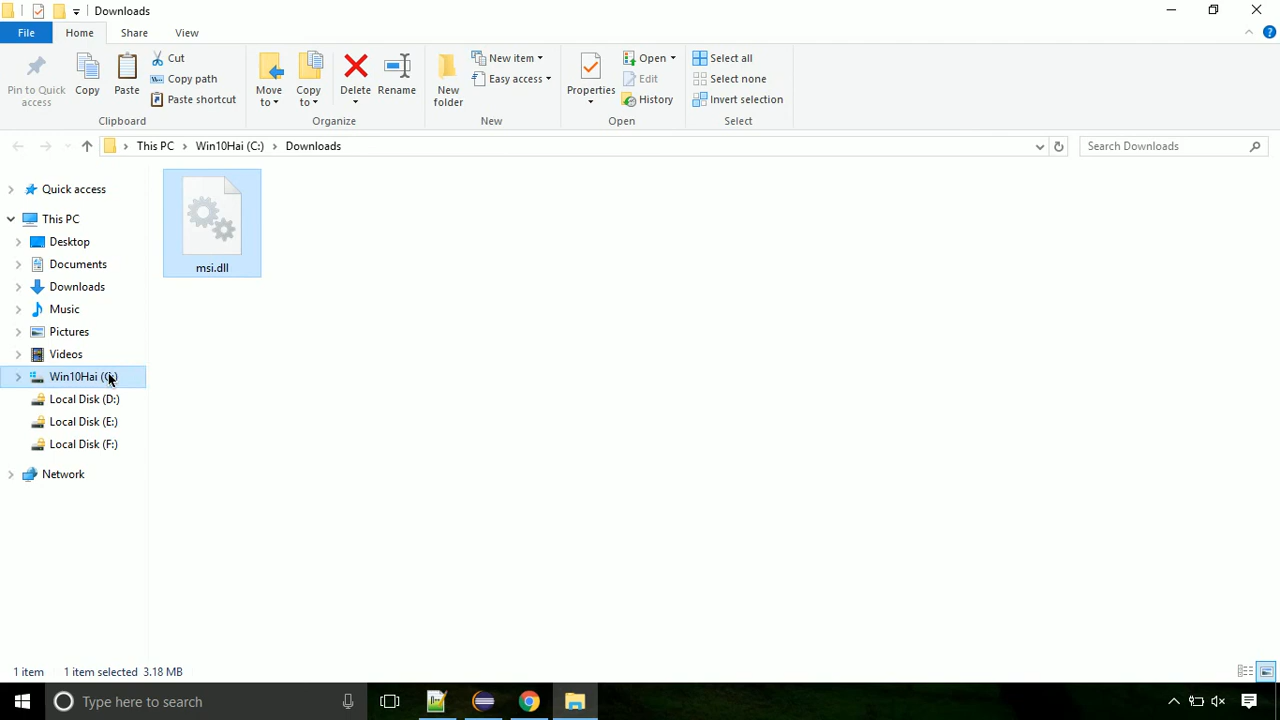 Downloads
File Home Share View
Pin to Quick access
Copy
Paste
Cut
Copy path
Paste shortcut
Clipboard
Move to
Copy to
Delete
Rename
Organize
New folder
New item
Easy access
New
Properties
Open
Edit
History
Open
Select all
Select none
Invert selection
Select
This PC > Win10Hai (C:) > Downloads
Search Downloads
Quick access
This PC
Desktop
Documents
Downloads
Music
Pictures
Videos
Win10Hai (C:)
Local Disk (D:)
Local Disk (E:)
Local Disk (F:)
Network
msi.dll
1 item 1 item selected 3.18 MB
Type here to search